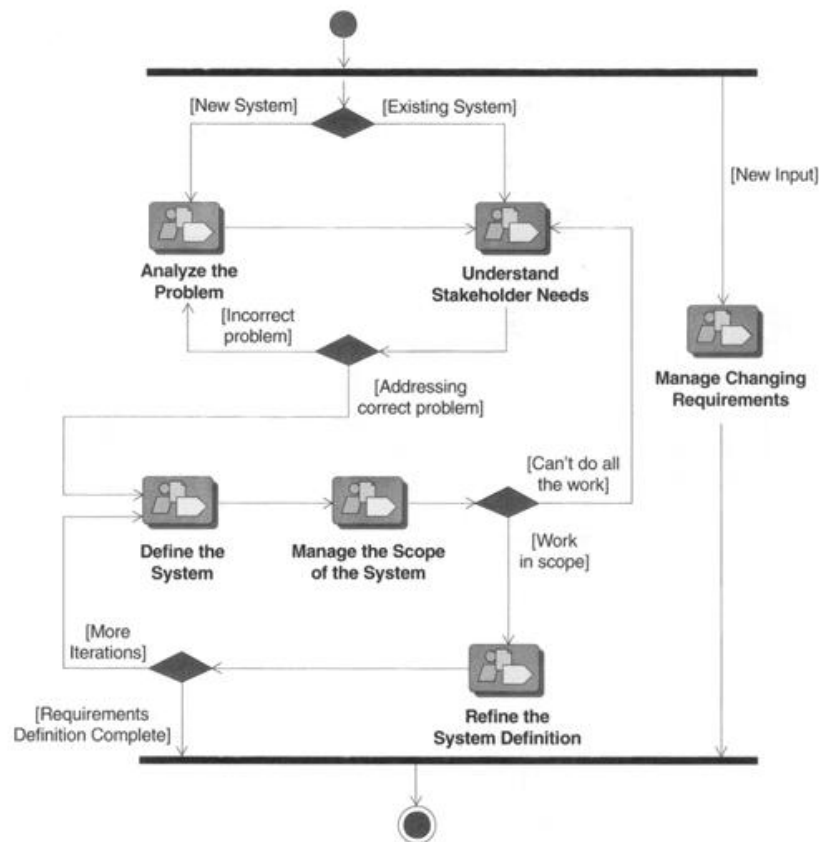 [New System]
[Existing System]
[New Input]
Analyze the
Problem
Understand
Stakeholder Needs
[Incorrect
problem]
[Addressing
correct problem]
Manage Changing
Requirements
[Can't do all
the work]
Define the
System
Manage the Scope
of the System
[Work
in scope]
[More
Iterations]
[Requirements
Definition Complete]
Refine the
System Definition